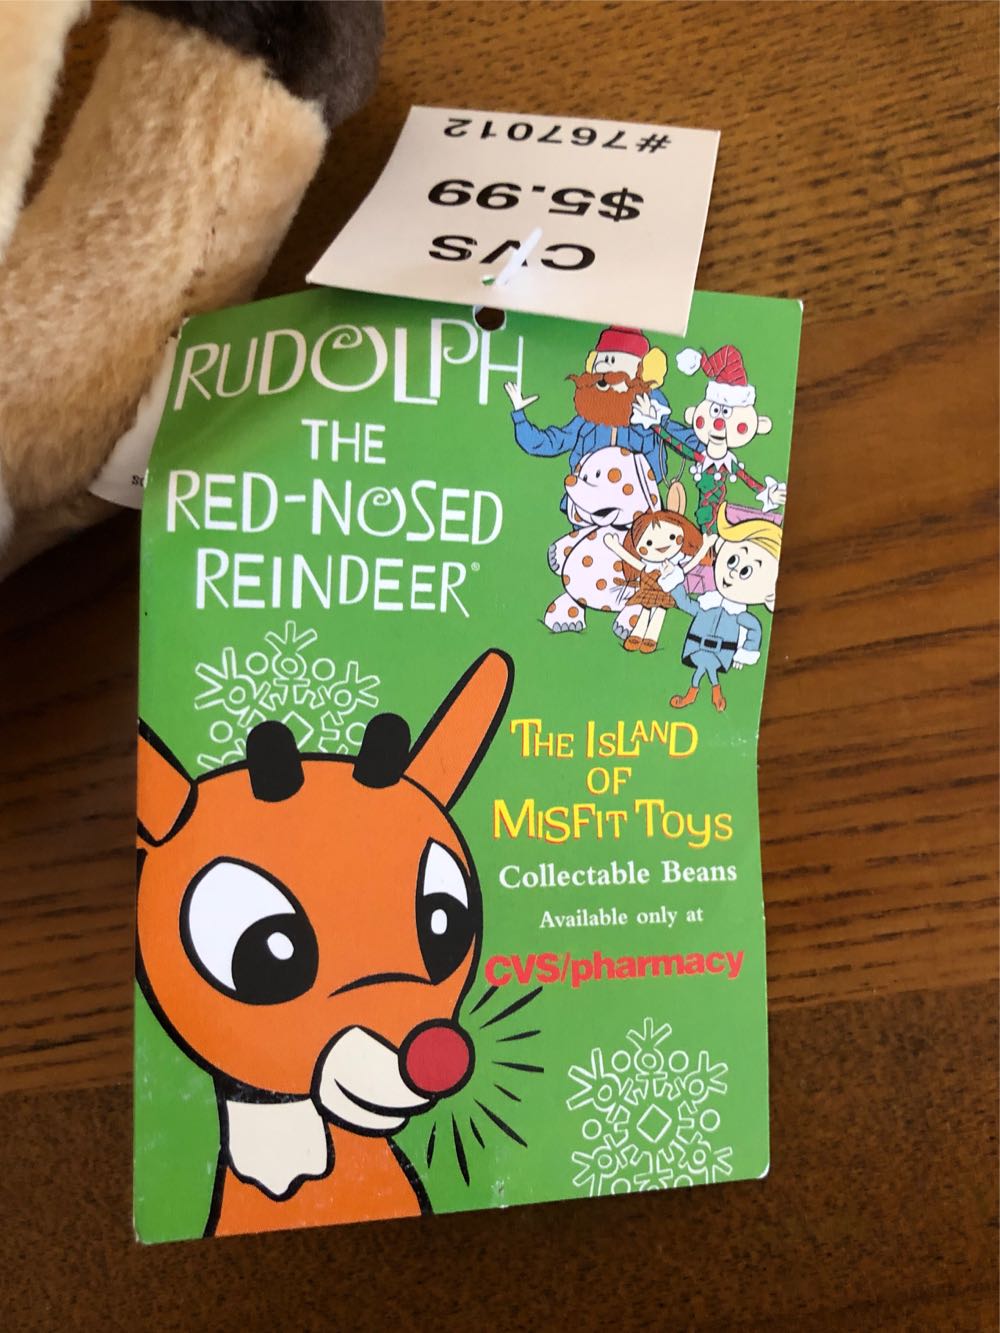 CVS
$5.99
#767012
RUDOLPH
THE
RED-NOSED
REINDEER®
THE ISLAND
OF
MISFIT TOYS
Collectable Beans
Available only at
CVS/pharmacy